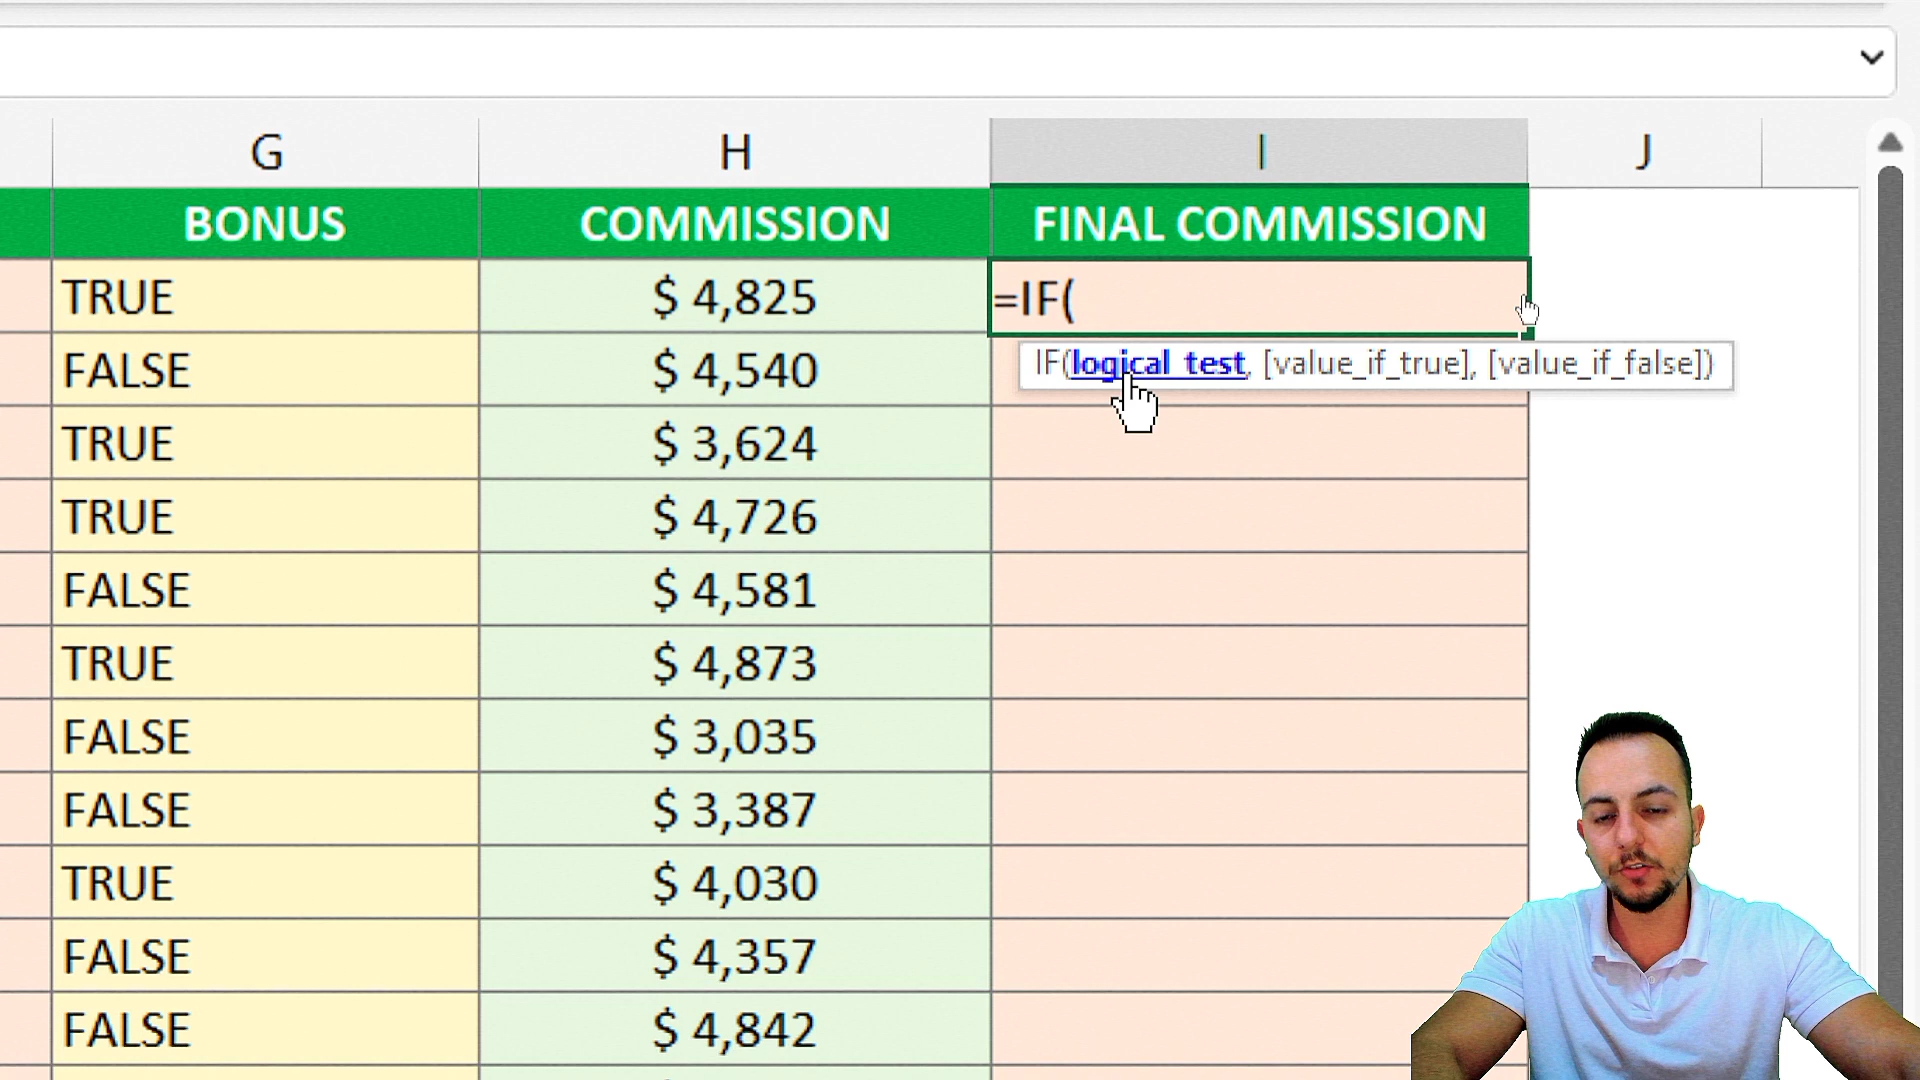 G H I J
BONUS COMMISSION FINAL COMMISSION
TRUE $ 4,825 =IF(
FALSE $ 4,540 IF(logical_test, [value_if_true], [value_if_false])
TRUE $ 3,624
TRUE $ 4,726
FALSE $ 4,581
TRUE $ 4,873
FALSE $ 3,035
FALSE $ 3,387
TRUE $ 4,030
FALSE $ 4,357
FALSE $ 4,842